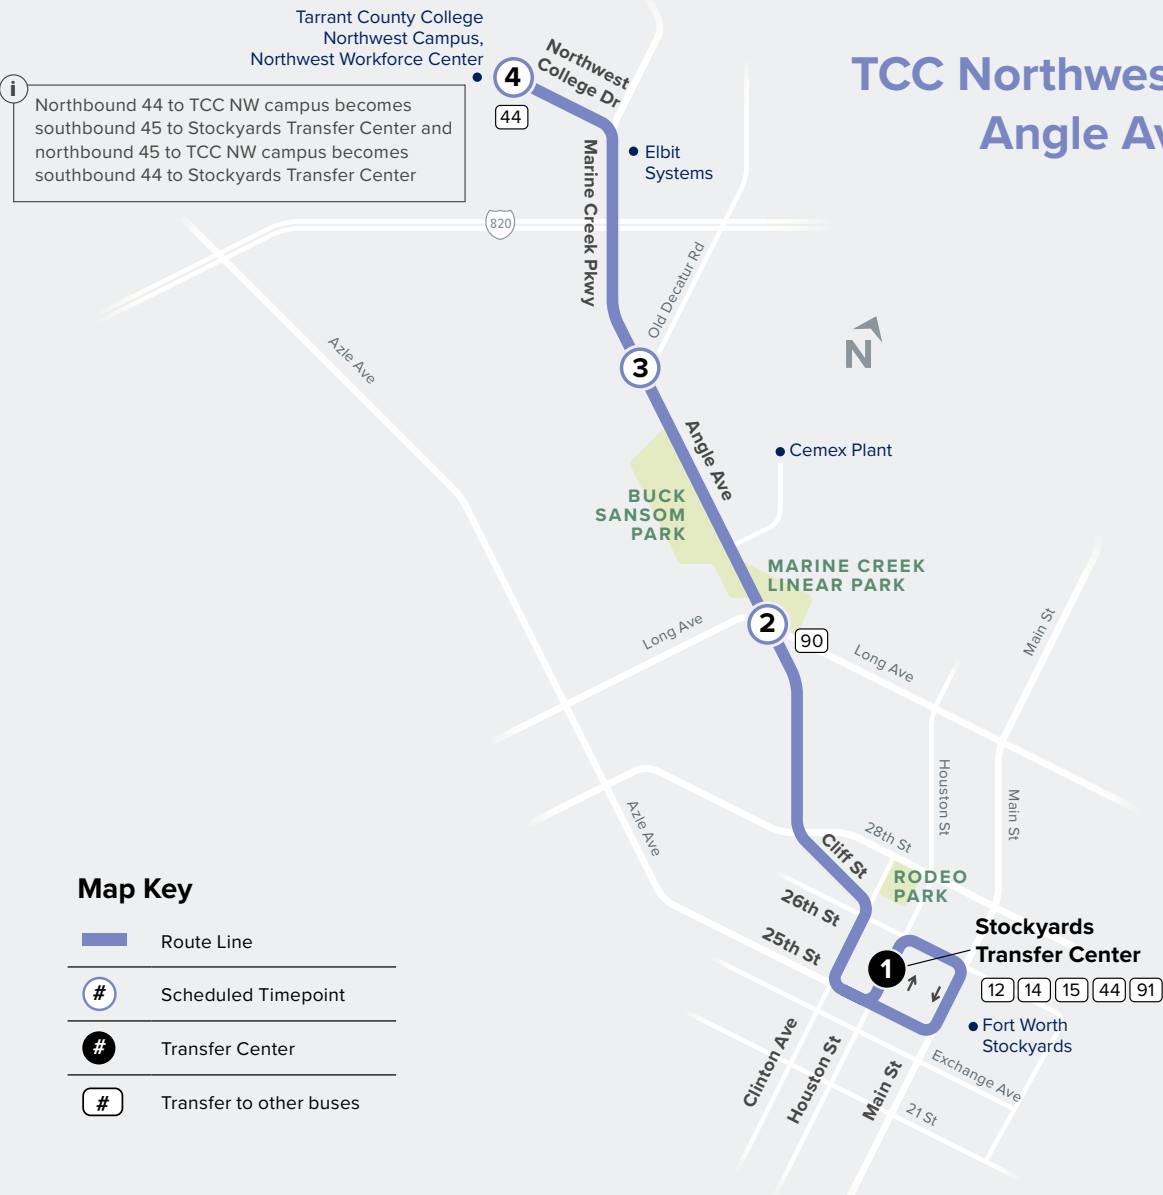 Tarrant County College
Northwest Campus,
Northwest Workforce Center
4
44
Northwest
College Dr
TCC Northwes
Angle Av
i
Northbound 44 to TCC NW campus becomes
southbound 45 to Stockyards Transfer Center and
northbound 45 to TCC NW campus becomes
southbound 44 to Stockyards Transfer Center
Elbit
Systems
Marine Creek Pkwy
820
Old Decatur Rd
N
Azle Ave
3
Angle Ave
Cemex Plant
BUCK
SANSOM
PARK
MARINE CREEK
LINEAR PARK
Long Ave
2
90
Long Ave
Main St
Houston St
Main St
Azle Ave
28th St
Cliff St
RODEO
PARK
26th St
25th St
Stockyards
Transfer Center
1
12 14 15 44 91
Fort Worth
Stockyards
Clinton Ave
Houston St
Main St
Exchange Ave
21 St
Map Key
Route Line
# Scheduled Timepoint
# Transfer Center
# Transfer to other buses